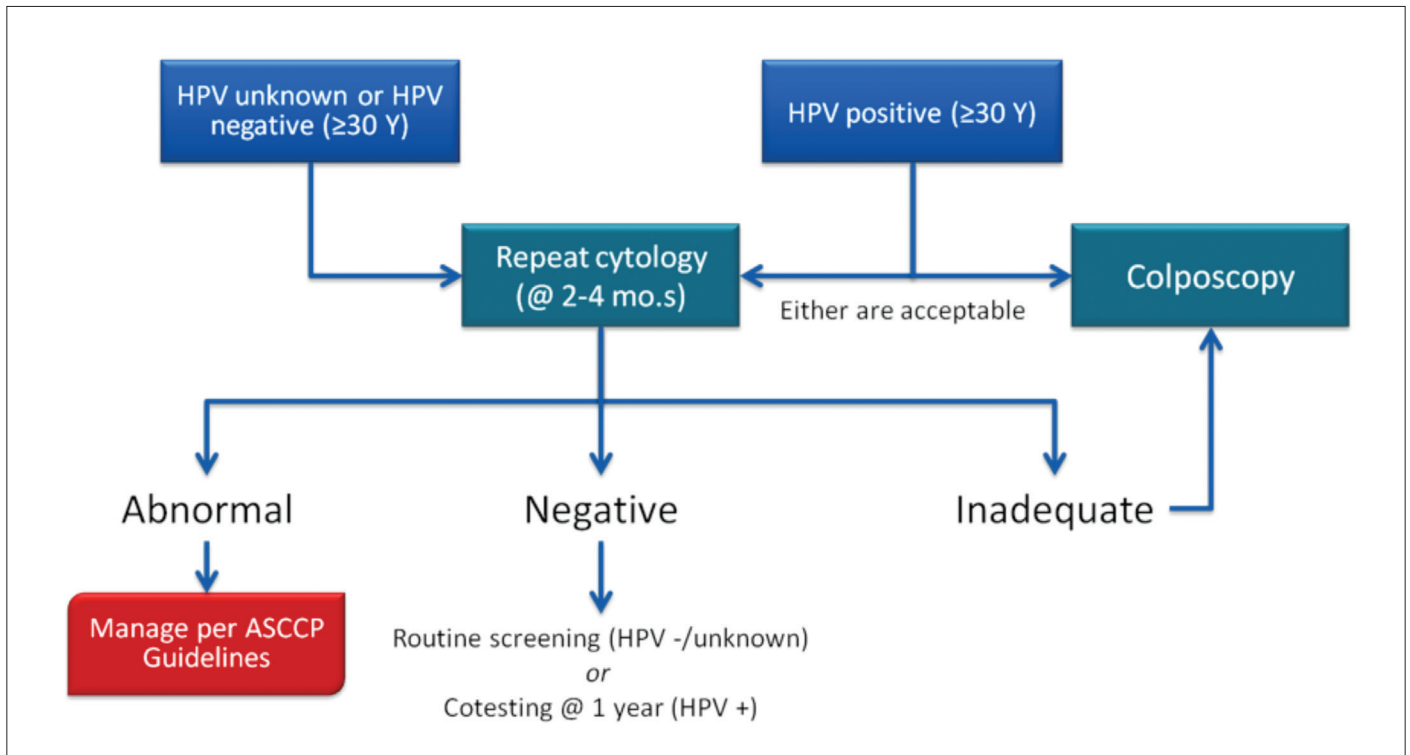 HPV unknown or HPV
negative (≥30 Y)
HPV positive (≥30 Y)
Repeat cytology
(@ 2-4 mo.s)
Either are acceptable
Colposcopy
Abnormal
Negative
Inadequate
Manage per ASCCP
Guidelines
Routine screening (HPV -/unknown)
or
Cotesting @ 1 year (HPV +)